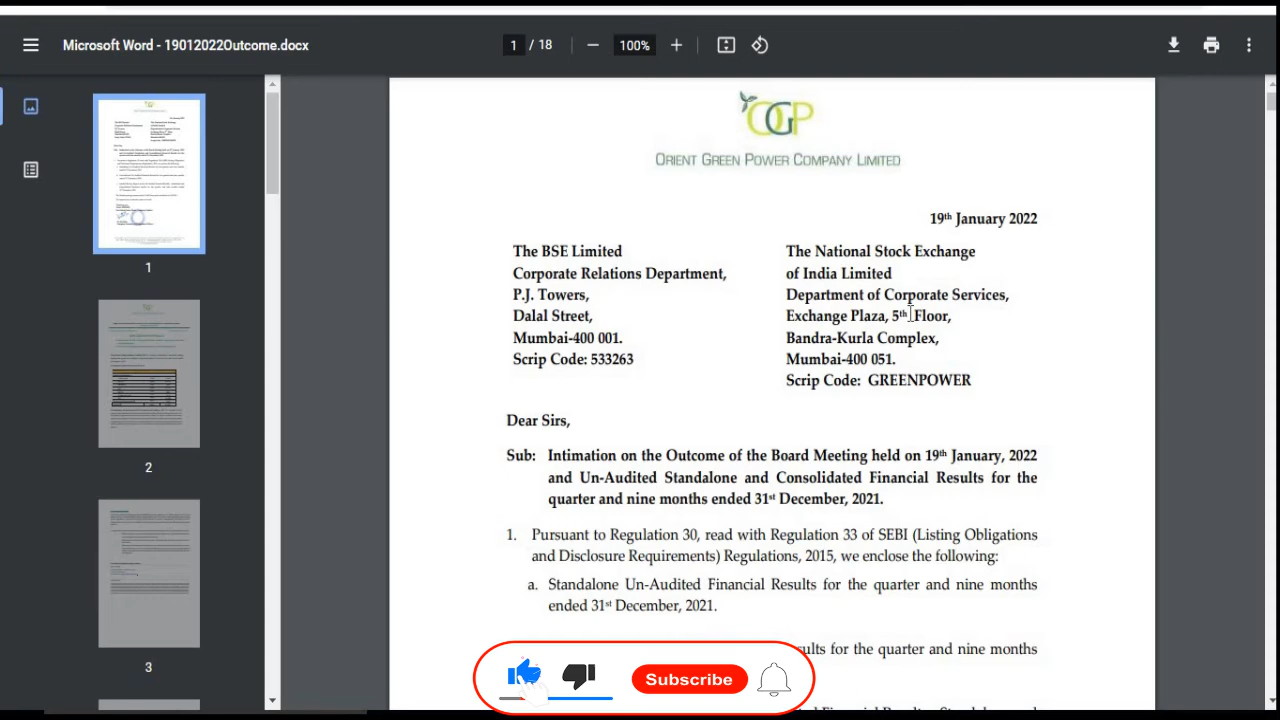 Microsoft Word - 19012022Outcome.docx
1 / 18
100%
OGP
ORIENT GREEN POWER COMPANY LIMITED
19th January 2022
The BSE Limited
Corporate Relations Department,
P.J. Towers,
Dalal Street,
Mumbai-400 001.
Scrip Code: 533263
The National Stock Exchange
of India Limited
Department of Corporate Services,
Exchange Plaza, 5th Floor,
Bandra-Kurla Complex,
Mumbai-400 051.
Scrip Code: GREENPOWER
Dear Sirs,
Sub: Intimation on the Outcome of the Board Meeting held on 19th January, 2022
and Un-Audited Standalone and Consolidated Financial Results for the
quarter and nine months ended 31st December, 2021.
1. Pursuant to Regulation 30, read with Regulation 33 of SEBI (Listing Obligations
and Disclosure Requirements) Regulations, 2015, we enclose the following:
a. Standalone Un-Audited Financial Results for the quarter and nine months
ended 31st December, 2021.
for the quarter and nine months
Subscribe
1
2
3